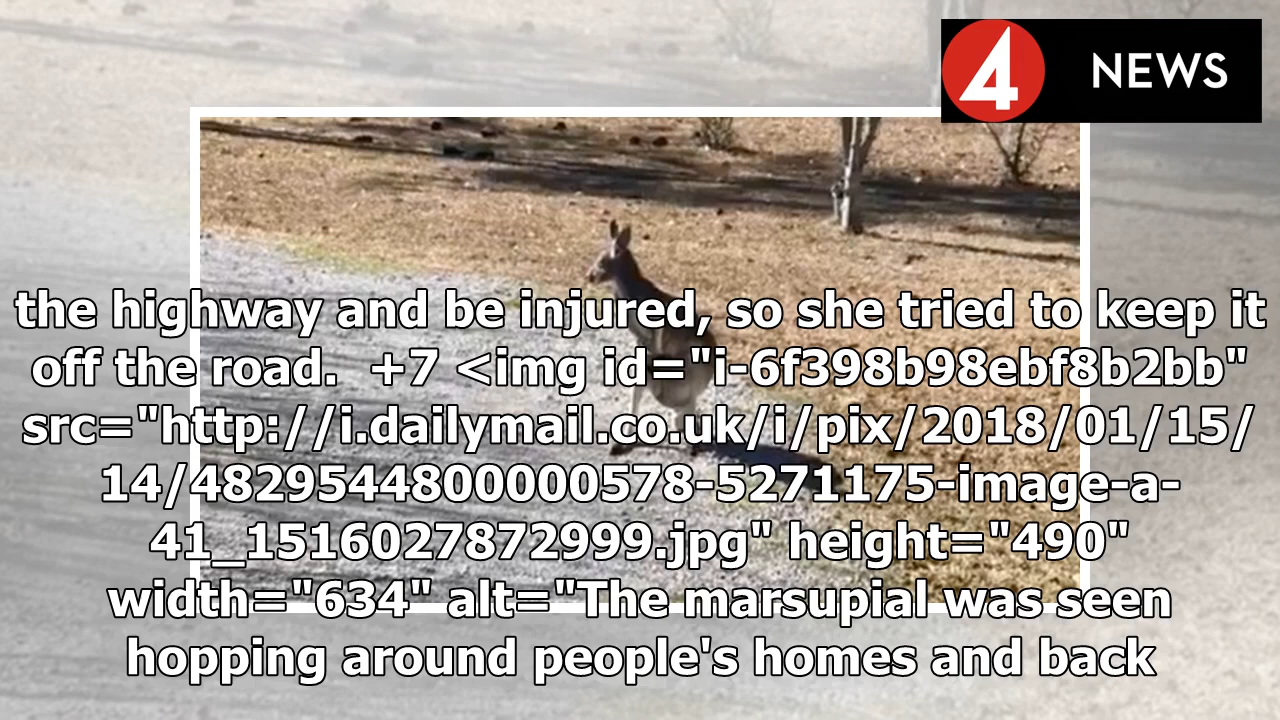 4 NEWS
the highway and be injured, so she tried to keep it
off the road.  +7 <img id="i-6f398b98ebf8b2bb"
src="http://i.dailymail.co.uk/i/pix/2018/01/15/
14/4829544800000578-5271175-image-a-
41_1516027872999.jpg" height="490"
width="634" alt="The marsupial was seen
hopping around people's homes and back